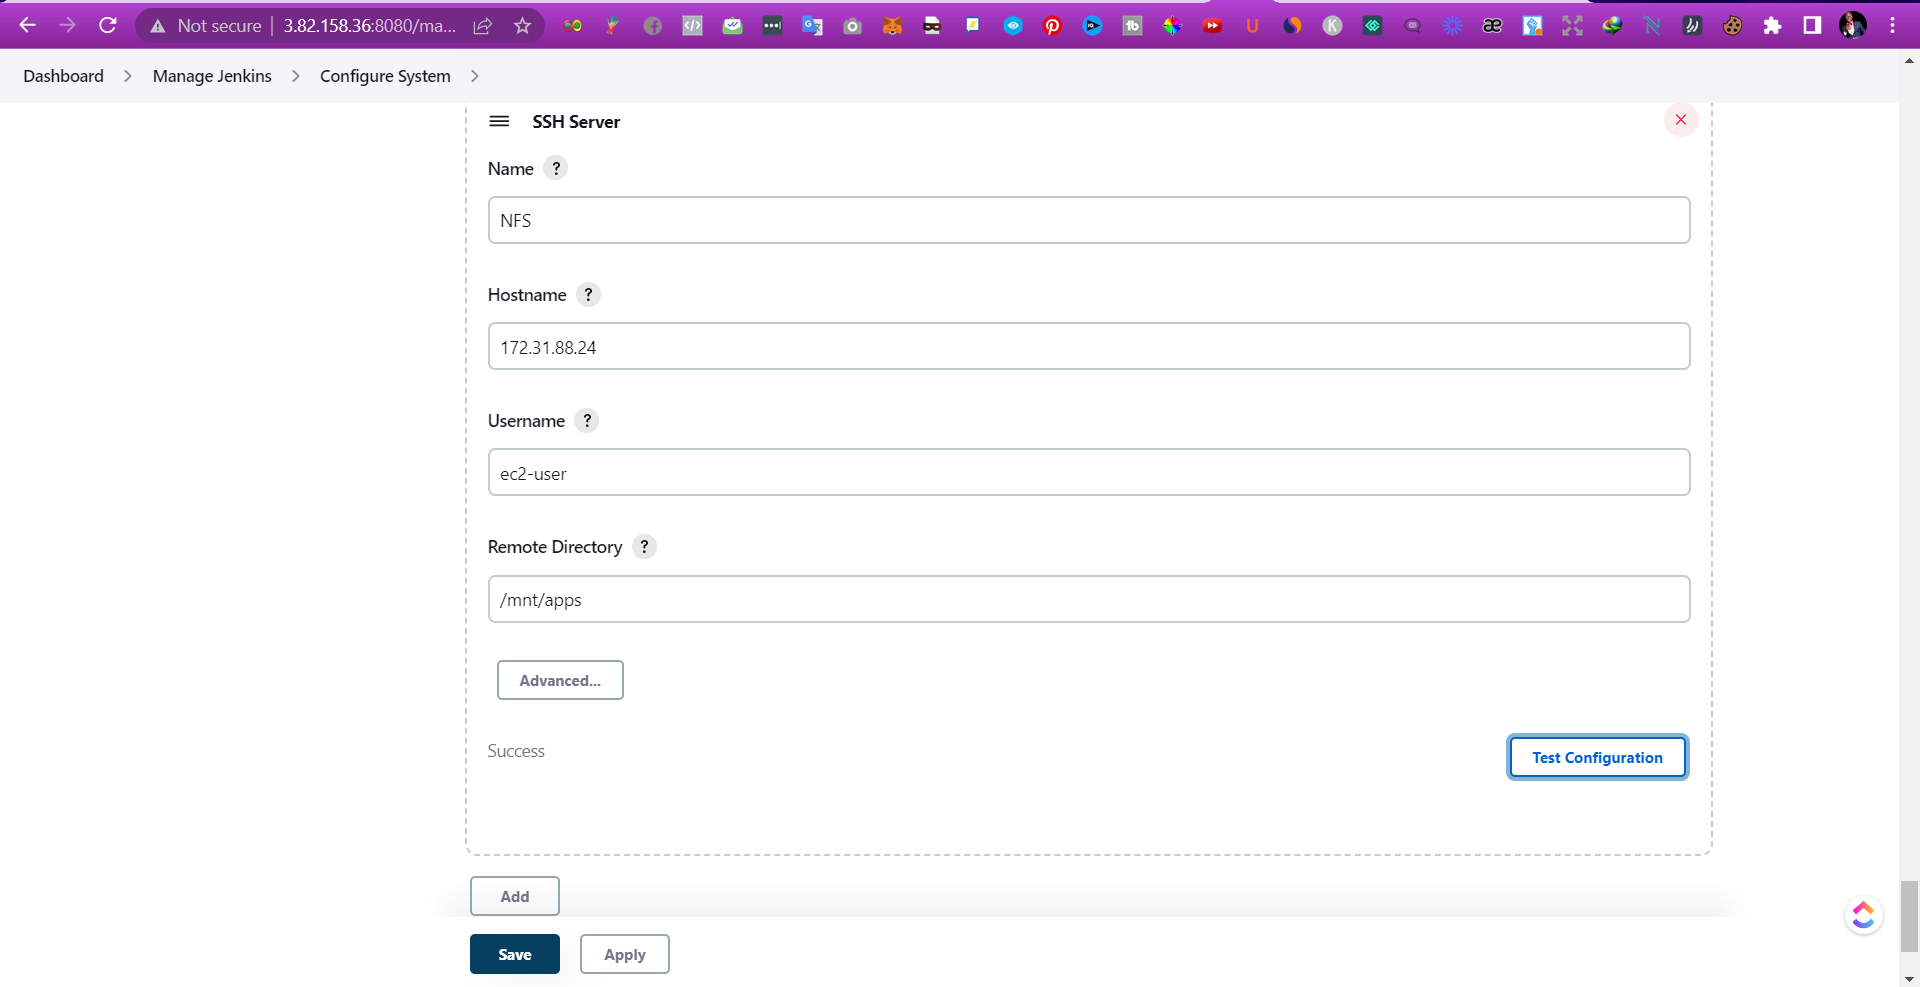 Not secure
3.82.158.36:8080/ma...
Dashboard
Manage Jenkins
Configure System
SSH Server
Name ?
NFS
Hostname ?
172.31.88.24
Username ?
ec2-user
Remote Directory ?
/mnt/apps
Advanced...
Success
Test Configuration
Add
Save
Apply